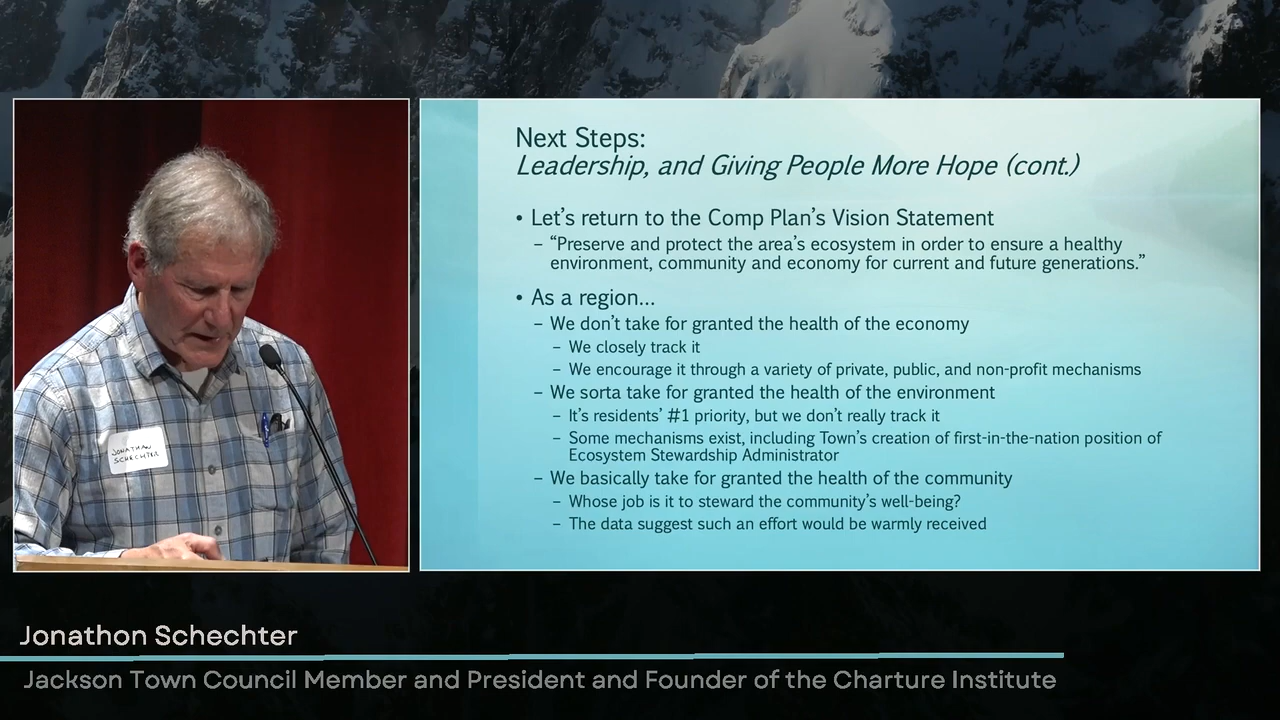 Next Steps:
Leadership, and Giving People More Hope (cont.)
• Let's return to the Comp Plan's Vision Statement
– "Preserve and protect the area's ecosystem in order to ensure a healthy
environment, community and economy for current and future generations."
• As a region...
– We don't take for granted the health of the economy
– We closely track it
– We encourage it through a variety of private, public, and non-profit mechanisms
– We sorta take for granted the health of the environment
– It's residents' #1 priority, but we don't really track it
– Some mechanisms exist, including Town's creation of first-in-the-nation position of
Ecosystem Stewardship Administrator
– We basically take for granted the health of the community
– Whose job is it to steward the community's well-being?
– The data suggest such an effort would be warmly received
JONATHAN
SCHECHTER
Jonathon Schechter
Jackson Town Council Member and President and Founder of the Charture Institute